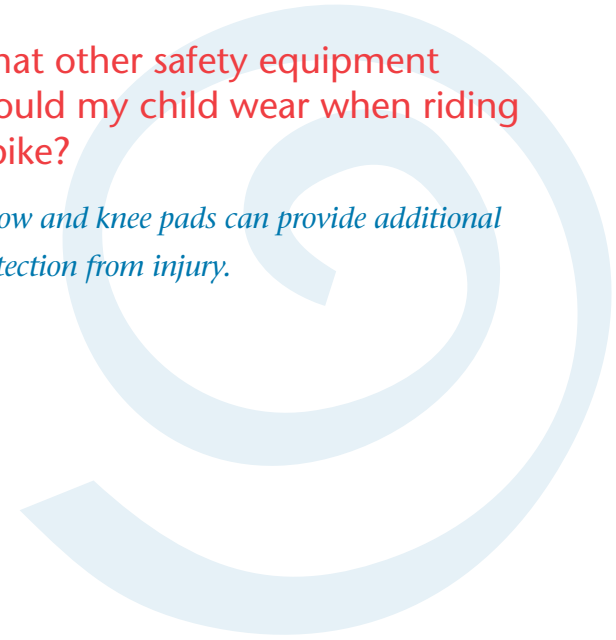 hat other safety equipment
ould my child wear when riding
bike?
ow and knee pads can provide additional
tection from injury.